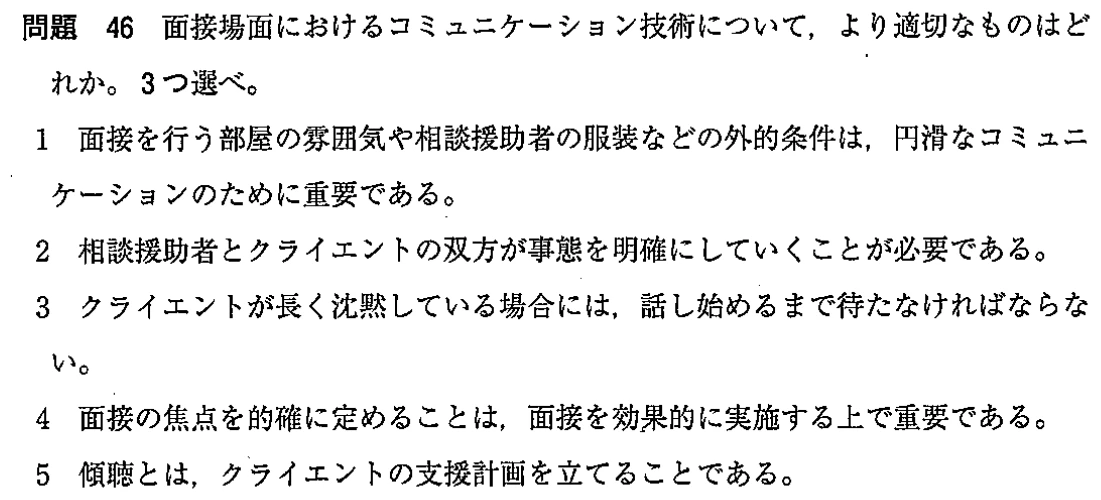 問題 46 面接場面におけるコミュニケーション技術について，より適切なものはど
れか。3つ選べ。
1 面接を行う部屋の雰囲気や相談援助者の服装などの外的条件は，円滑なコミュニ
ケーションのために重要である。
2 相談援助者とクライエントの双方が事態を明確にしていくことが必要である。
3 クライエントが長く沈黙している場合には，話し始めるまで待たなければならな
い。
4 面接の焦点を的確に定めることは，面接を効果的に実施する上で重要である。
5 傾聴とは，クライエントの支援計画を立てることである。